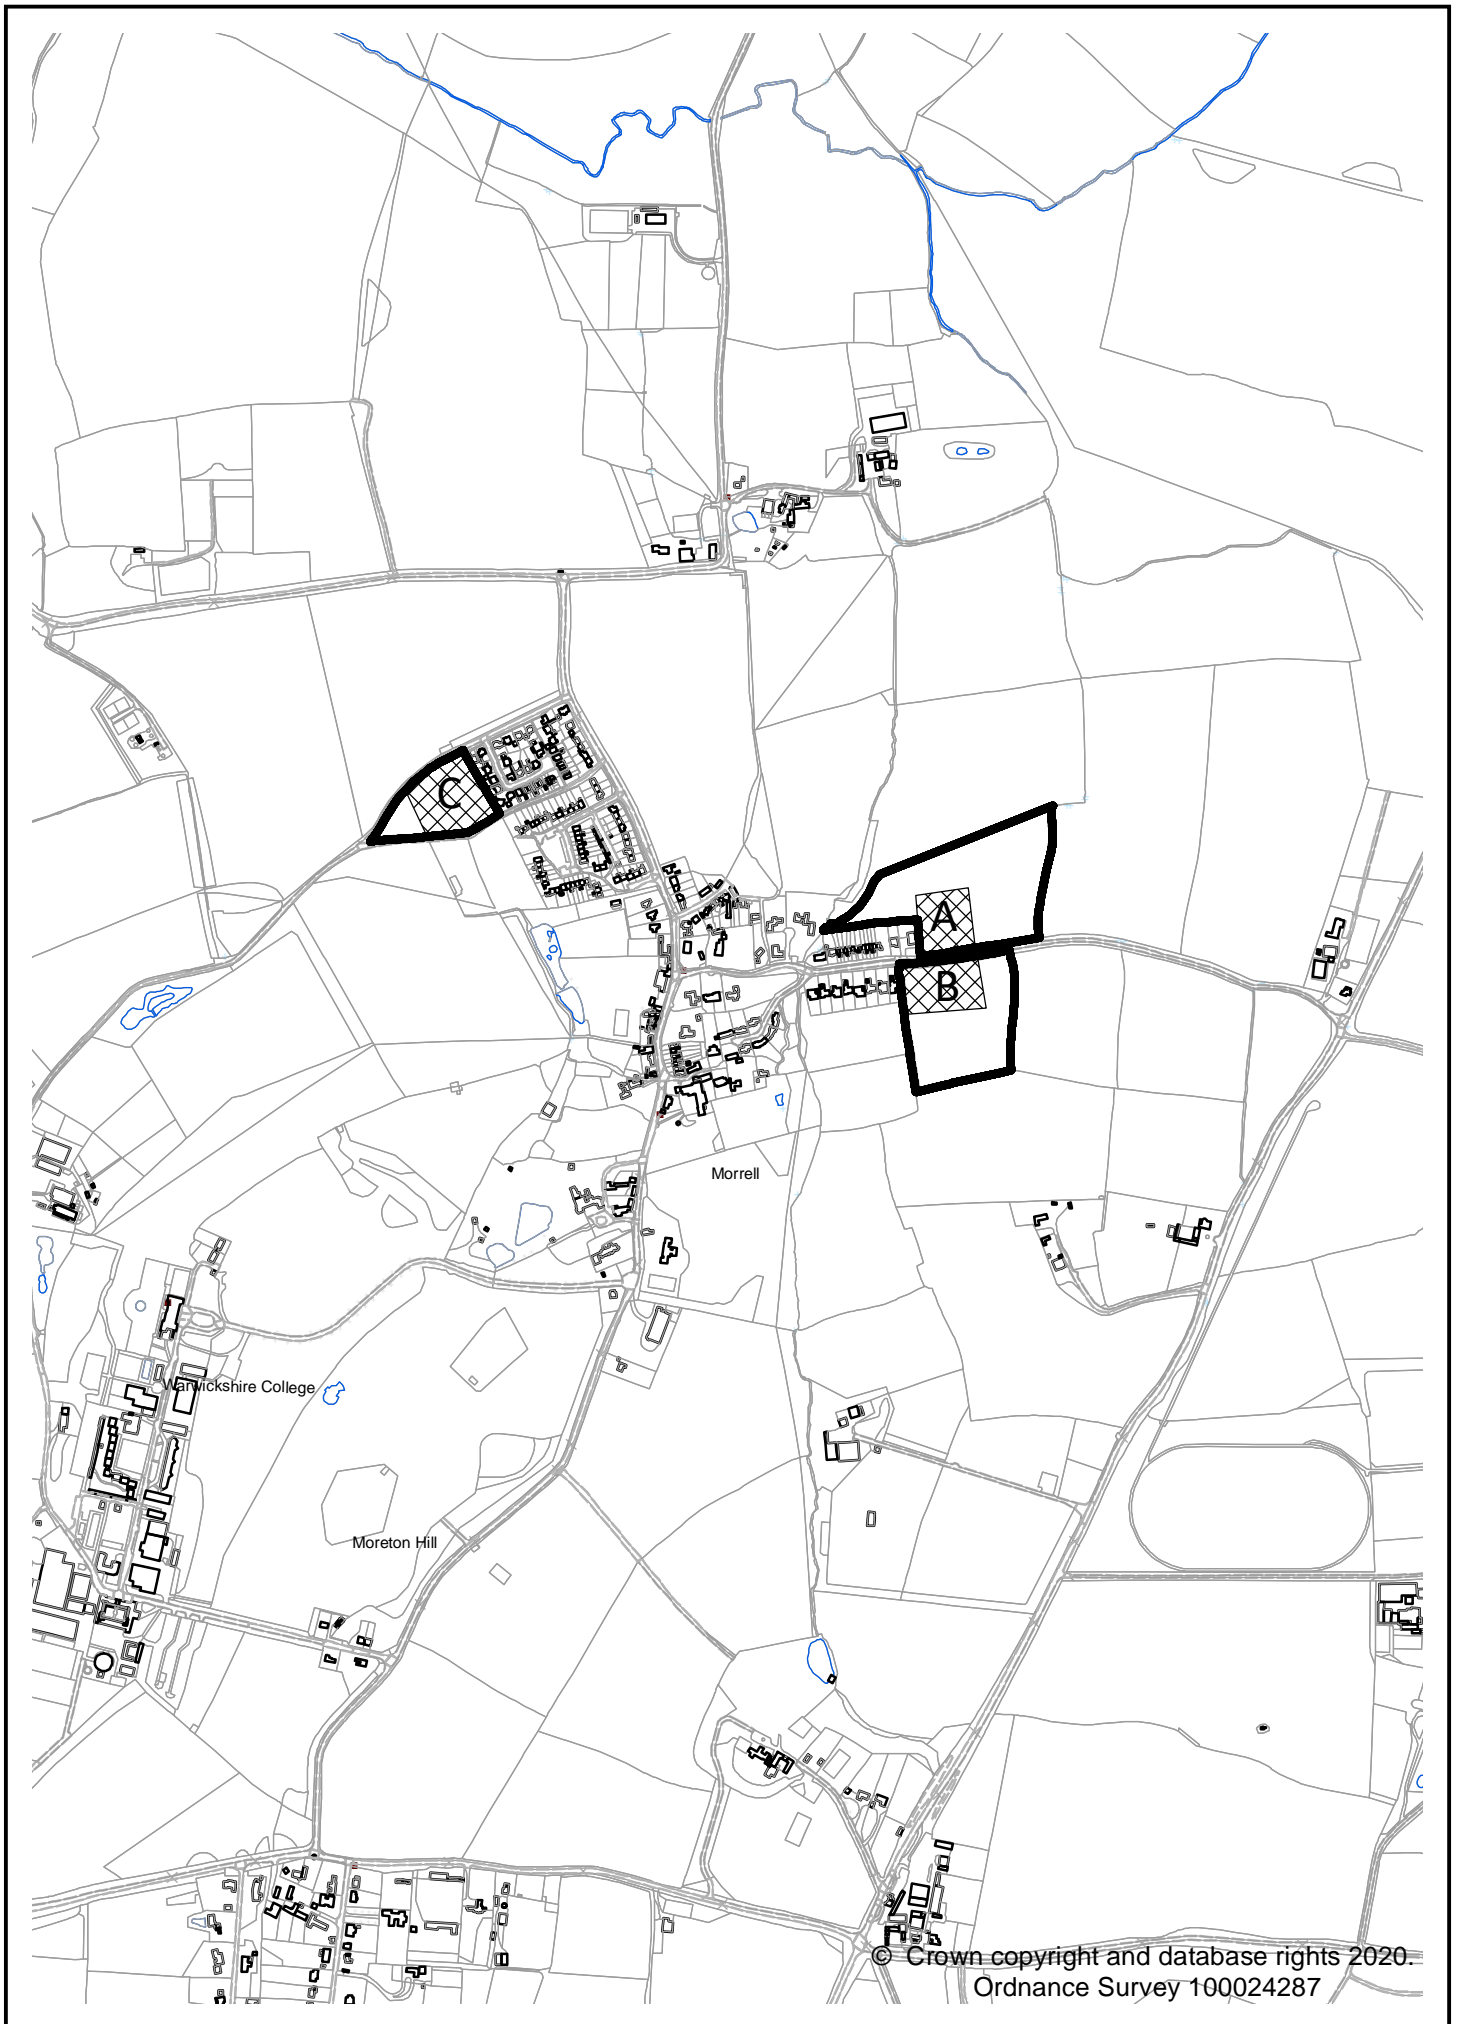 C
A
B
Morrell
Warwickshire College
Moreton Hill
© Crown copyright and database rights 2020.
Ordnance Survey 100024287